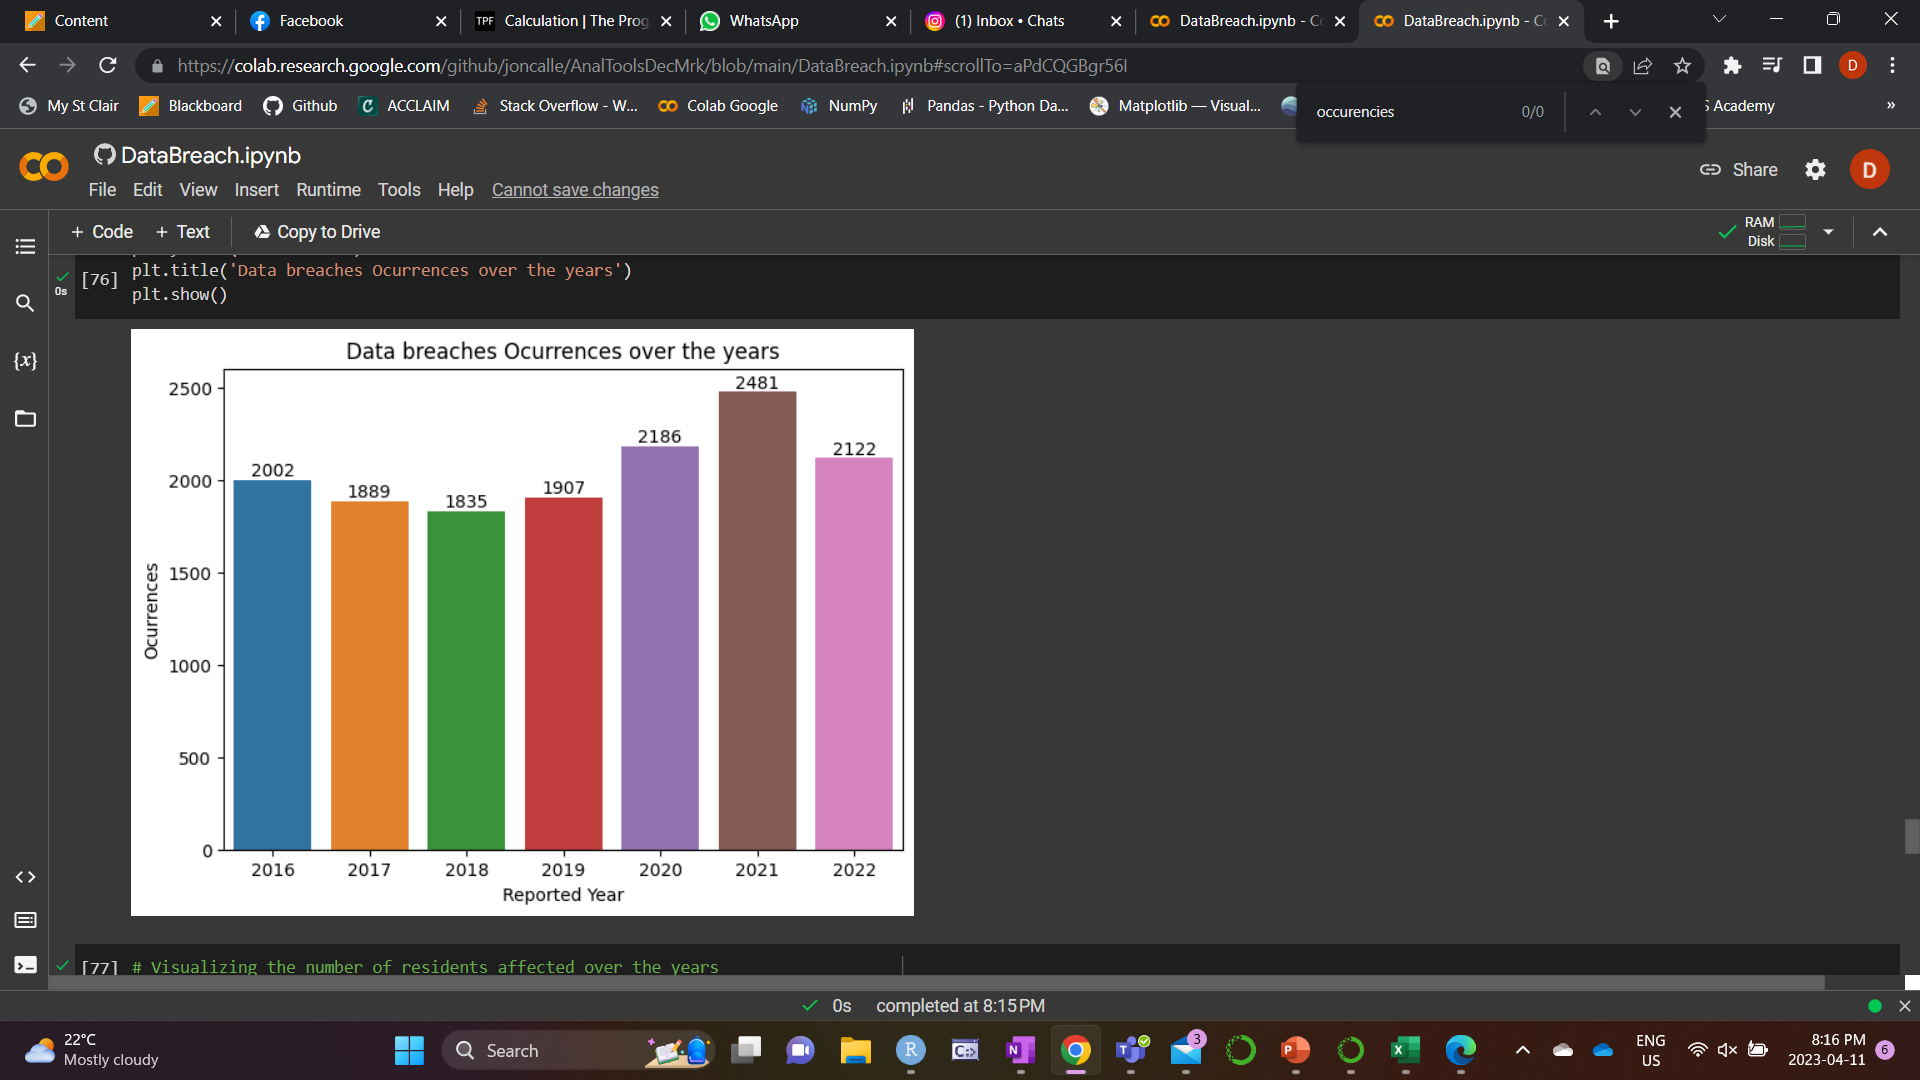 Content
Facebook
TPF Calculation | The Prog
WhatsApp
(1) Inbox • Chats
DataBreach.ipynb - Co
DataBreach.ipynb - Co
https://colab.research.google.com/github/joncalle/AnalToolsDecMrk/blob/main/DataBreach.ipynb#scrollTo=aPdCQGBgr56I
D
My St Clair
Blackboard
Github
ACCLAIM
Stack Overflow - W...
Colab Google
NumPy
Pandas - Python Da...
Matplotlib — Visual...
S Academy
»
occurencies 0/0
DataBreach.ipynb
File Edit View Insert Runtime Tools Help Cannot save changes
Share
D
+ Code + Text Copy to Drive
RAM
Disk
{x}
0s
[76]
plt.title('Data breaches Ocurrences over the years')
plt.show()
Data breaches Ocurrences over the years
2500
2000
1500
1000
500
0
Ocurrences
2002
1889
1835
1907
2186
2481
2122
2016 2017 2018 2019 2020 2021 2022
Reported Year
[77] # Visualizing the number of residents affected over the years
0s completed at 8:15 PM
22°C
Mostly cloudy
Search
3
ENG
US
8:16 PM
2023-04-11
6